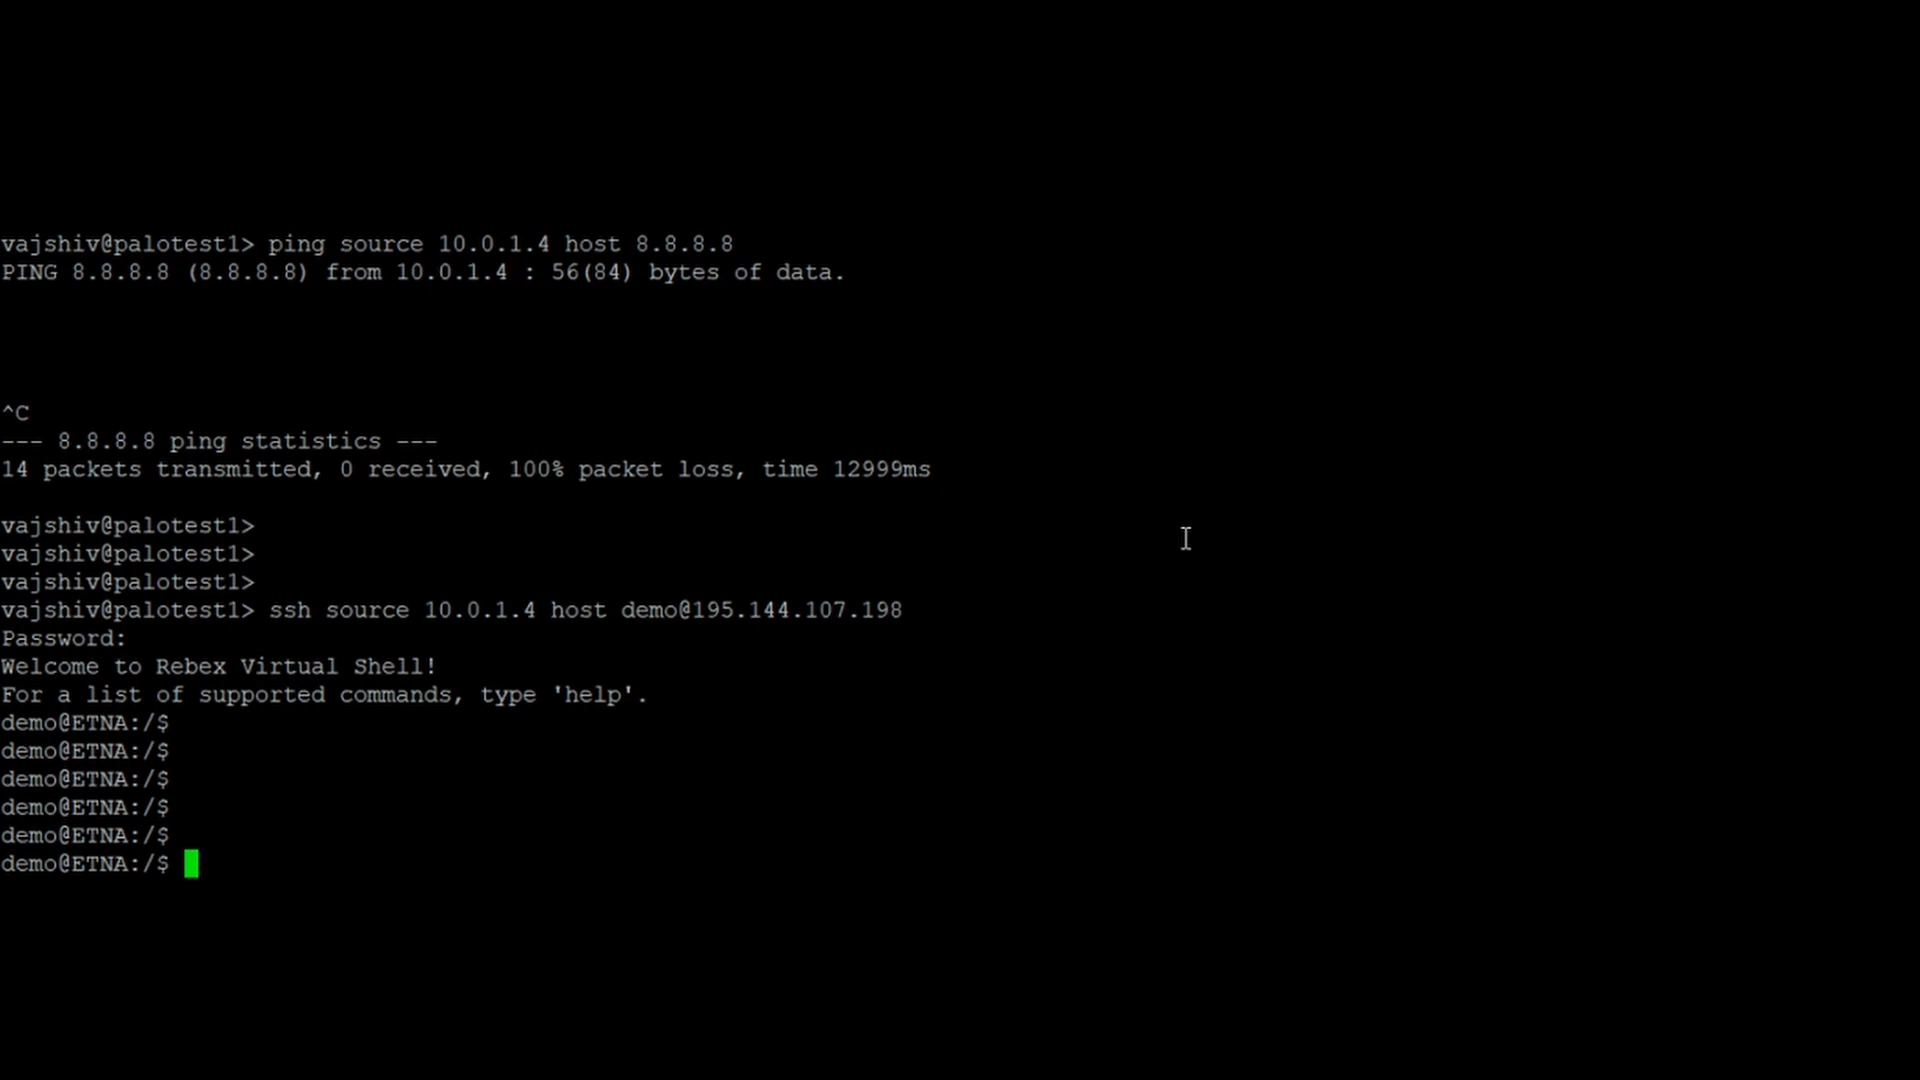 vajshiv@palotest1> ping source 10.0.1.4 host 8.8.8.8
PING 8.8.8.8 (8.8.8.8) from 10.0.1.4 : 56(84) bytes of data.
^C
--- 8.8.8.8 ping statistics ---
14 packets transmitted, 0 received, 100% packet loss, time 12999ms
vajshiv@palotest1>
vajshiv@palotest1>
vajshiv@palotest1>
vajshiv@palotest1> ssh source 10.0.1.4 host demo@195.144.107.198
Password:
Welcome to Rebex Virtual Shell!
For a list of supported commands, type 'help'.
demo@ETNA:/$
demo@ETNA:/$
demo@ETNA:/$
demo@ETNA:/$
demo@ETNA:/$
demo@ETNA:/$